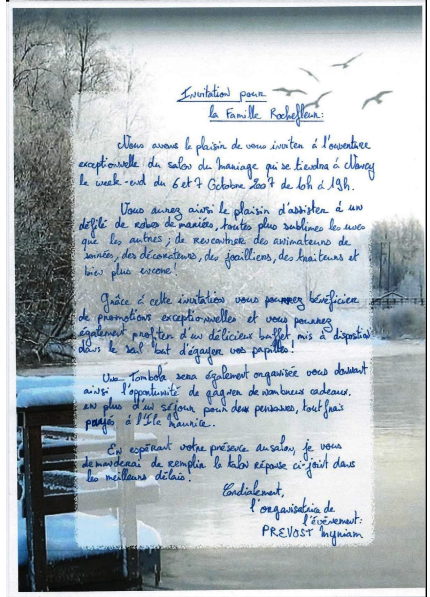 Invitation pour
la Famille Rochefleur:
Nous avons le plaisir de vous inviter à l'ouverture
exceptionnelle du salon du Mariage qui se tiendra à Nancy
le week-end du 6 et 7 Octobre 2007 de 10h à 19h.
Vous aurez ainsi le plaisir d'assister à un
défilé de robes de mariées, toutes plus sublimes les unes
que les autres; de rencontrer des animateurs de
soirées, des décorateurs, des joailliers, des traiteurs et
bien plus encore!
Grâce à cette invitation vous pourrez bénéficier
de promotions exceptionnelles et vous pourrez
également profiter d'un délicieux buffet mis à disposition
dans le seul but d'égayer vos papilles!
Une Tombola sera également organisée vous donnant
ainsi l'opportunité de gagner de nombreux cadeaux.
en plus d'un séjour pour deux personnes, tout frais
payés à l'Ile Maurice..
En espérant votre présence au salon, je vous
demanderai de remplir le talon réponse ci-joint dans
les meilleurs délais.
Cordialement,
l'organisatrice de
l'évènement:
PREVOST Myriam